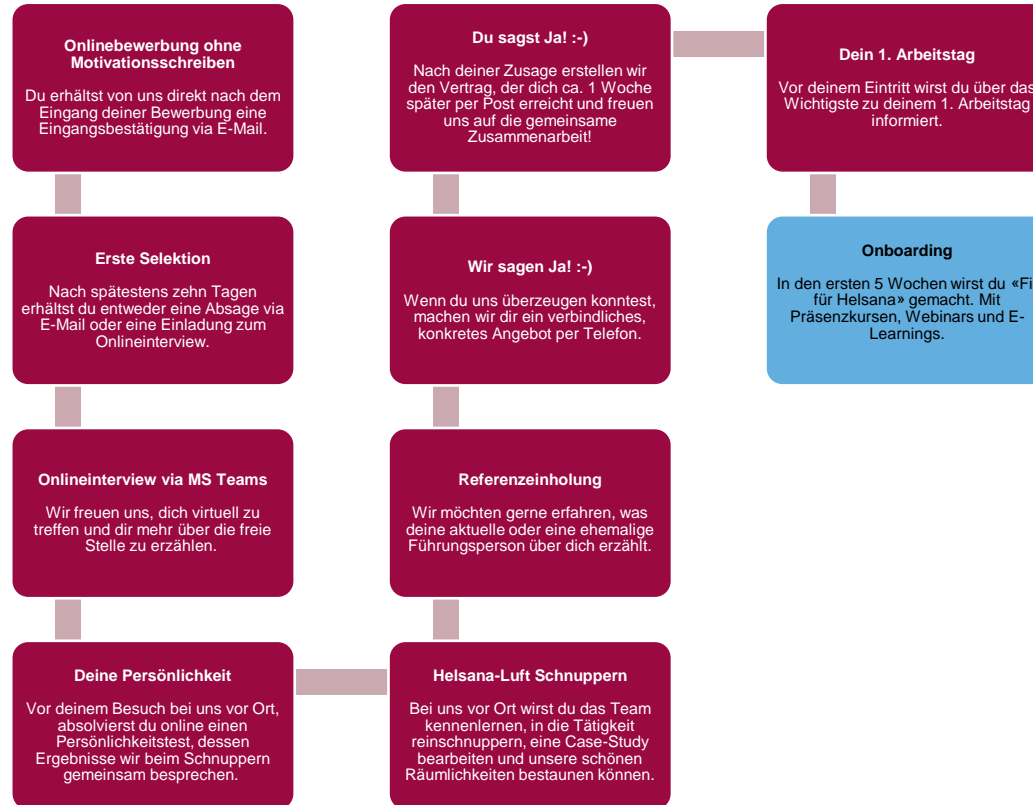 Onlinebewerbung ohne
Motivationsschreiben
Du erhältst von uns direkt nach dem
Eingang deiner Bewerbung eine
Eingangsbestätigung via E-Mail.
Erste Selektion
Nach spätestens zehn Tagen
erhältst du entweder eine Absage via
E-Mail oder eine Einladung zum
Onlineinterview.
Onlineinterview via MS Teams
Wir freuen uns, dich virtuell zu
treffen und dir mehr über die freie
Stelle zu erzählen.
Deine Persönlichkeit
Vor deinem Besuch bei uns vor Ort,
absolvierst du online einen
Persönlichkeitstest, dessen
Ergebnisse wir beim Schnuppern
gemeinsam besprechen.
Helsana-Luft Schnuppern
Bei uns vor Ort wirst du das Team
kennenlernen, in die Tätigkeit
reinschnuppern, eine Case-Study
bearbeiten und unsere schönen
Räumlichkeiten bestaunen können.
Referenzeinholung
Wir möchten gerne erfahren, was
deine aktuelle oder eine ehemalige
Führungsperson über dich erzählt.
Wir sagen Ja! :-)
Wenn du uns überzeugen konntest,
machen wir dir ein verbindliches,
konkretes Angebot per Telefon.
Du sagst Ja! :-)
Nach deiner Zusage erstellen wir
den Vertrag, der dich ca. 1 Woche
später per Post erreicht und freuen
uns auf die gemeinsame
Zusammenarbeit!
Dein 1. Arbeitstag
Vor deinem Eintritt wirst du über das
Wichtigste zu deinem 1. Arbeitstag
informiert.
Onboarding
In den ersten 5 Wochen wirst du
für Helsana» gemacht. Mit
Präsenzkursen, Webinars und E-
Learnings.